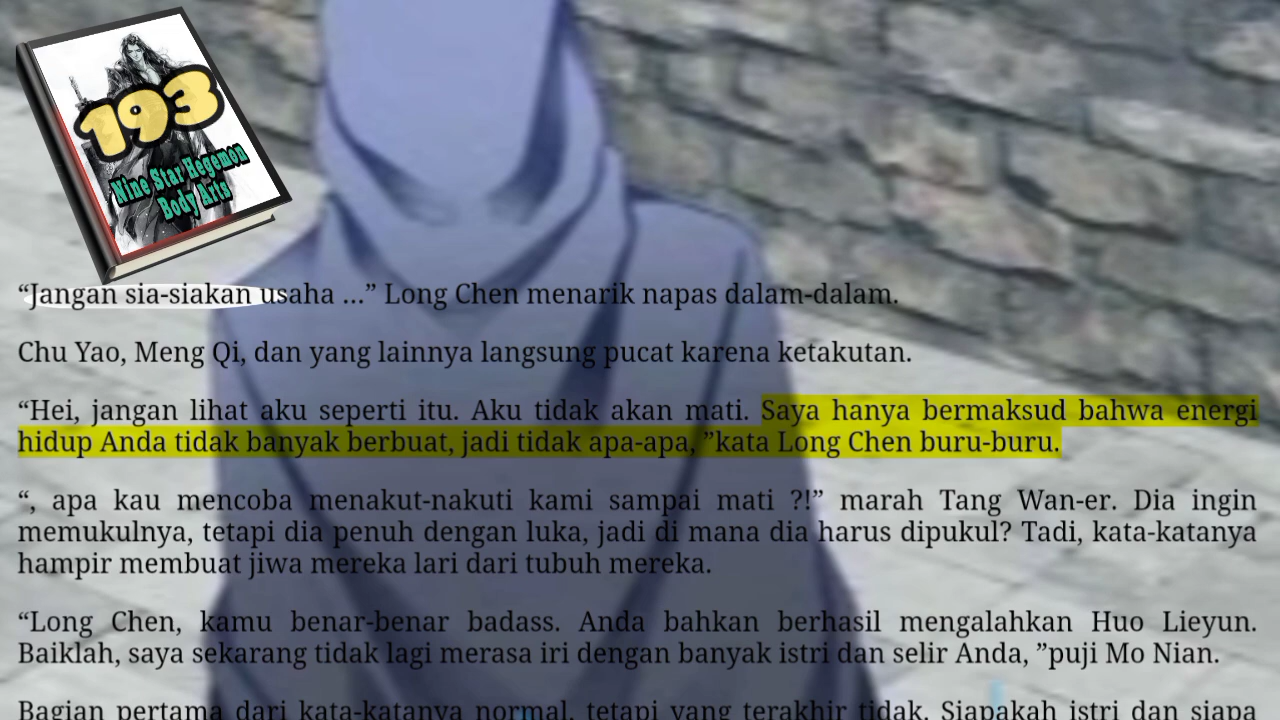 193
Nine Star Hegemon
Body Arts
“Jangan sia-siakan usaha ...” Long Chen menarik napas dalam-dalam.
Chu Yao, Meng Qi, dan yang lainnya langsung pucat karena ketakutan.
“Hei, jangan lihat aku seperti itu. Aku tidak akan mati. Saya hanya bermaksud bahwa energi
hidup Anda tidak banyak berbuat, jadi tidak apa-apa, ”kata Long Chen buru-buru.
“, apa kau mencoba menakut-nakuti kami sampai mati ?!” marah Tang Wan-er. Dia ingin
memukulnya, tetapi dia penuh dengan luka, jadi di mana dia harus dipukul? Tadi, kata-katanya
hampir membuat jiwa mereka lari dari tubuh mereka.
“Long Chen, kamu benar-benar badass. Anda bahkan berhasil mengalahkan Huo Lieyun.
Baiklah, saya sekarang tidak lagi merasa iri dengan banyak istri dan selir Anda, ”puji Mo Nian.
Bagian pertama dari kata-katanya normal, tetapi yang terakhir tidak. Siapakah istri dan siapa